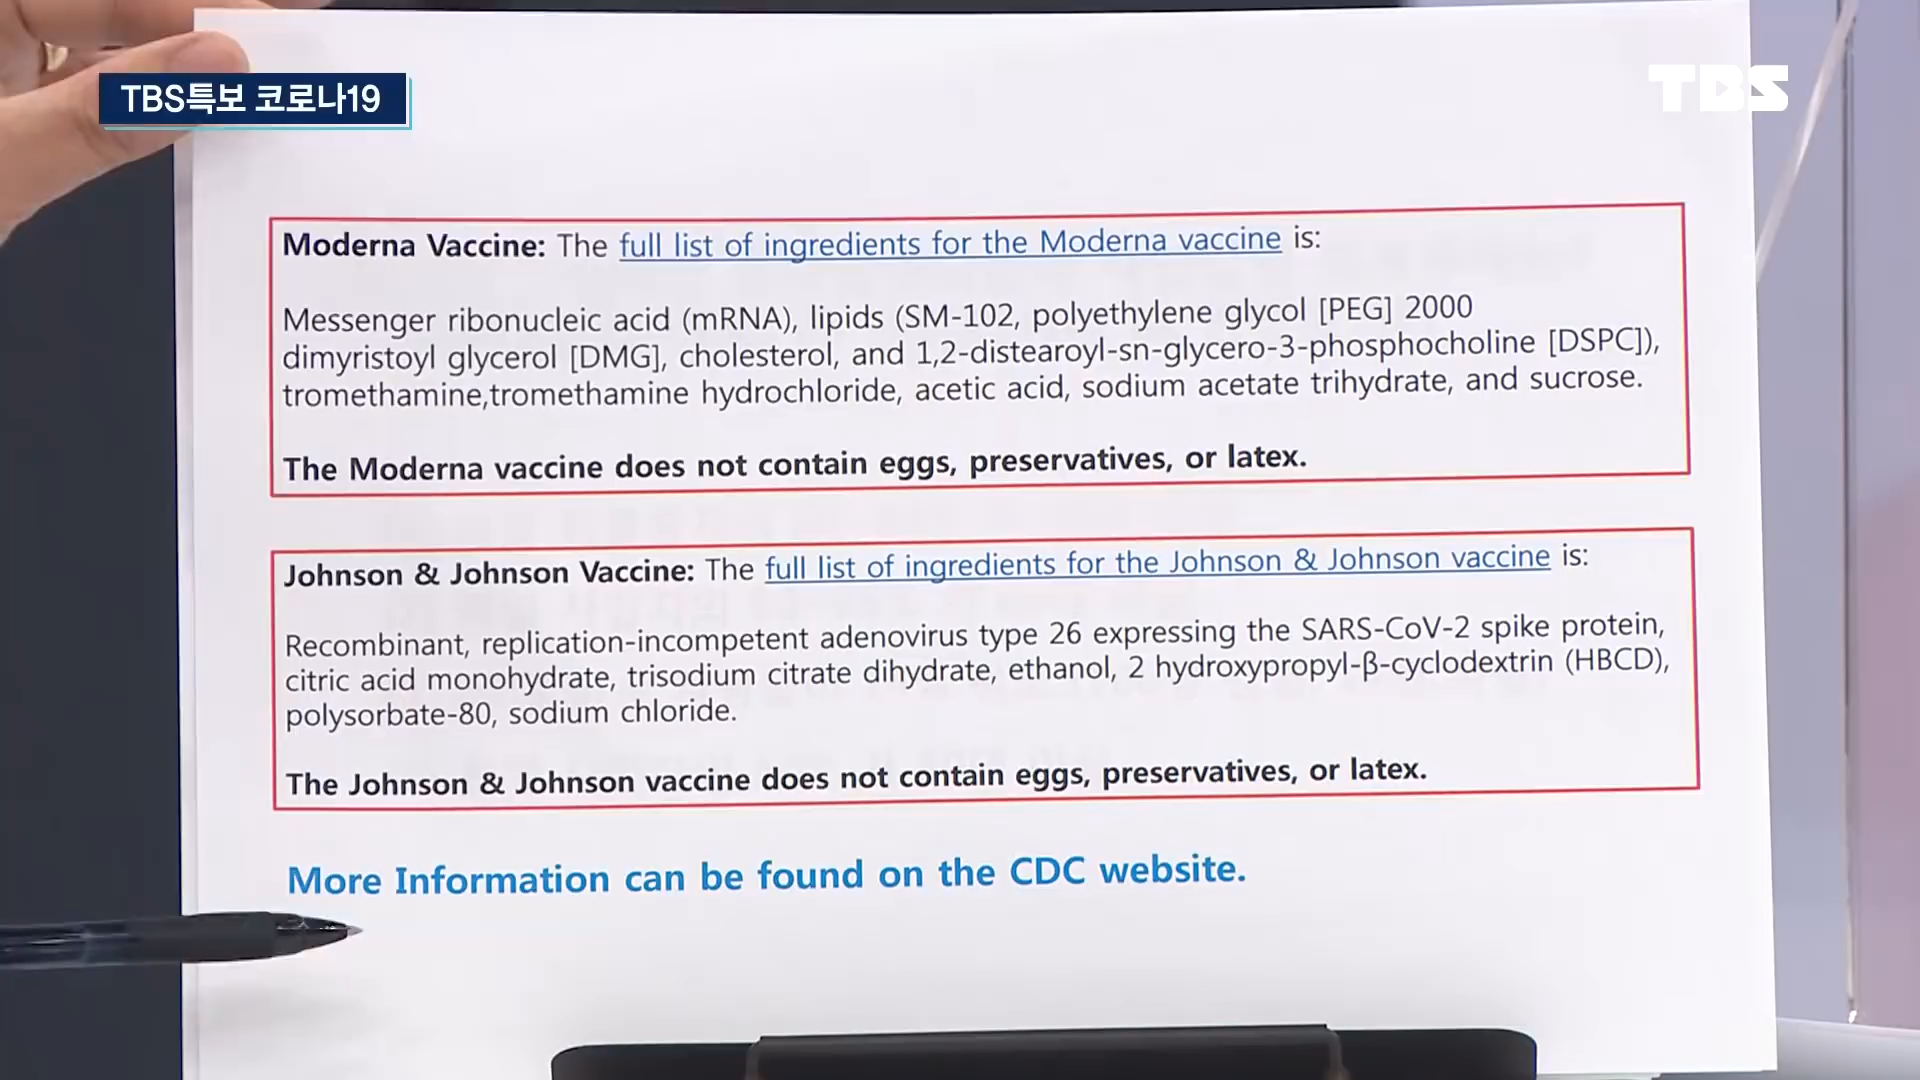 TBS특보 코로나19
TBS
Moderna Vaccine: The full list of ingredients for the Moderna vaccine is:
Messenger ribonucleic acid (mRNA), lipids (SM-102, polyethylene glycol [PEG] 2000
dimyristoyl glycerol [DMG], cholesterol, and 1,2-distearoyl-sn-glycero-3-phosphocholine [DSPC]),
tromethamine,tromethamine hydrochloride, acetic acid, sodium acetate trihydrate, and sucrose.
The Moderna vaccine does not contain eggs, preservatives, or latex.
Johnson & Johnson Vaccine: The full list of ingredients for the Johnson & Johnson vaccine is:
Recombinant, replication-incompetent adenovirus type 26 expressing the SARS-CoV-2 spike protein,
citric acid monohydrate, trisodium citrate dihydrate, ethanol, 2 hydroxypropyl-β-cyclodextrin (HBCD),
polysorbate-80, sodium chloride.
The Johnson & Johnson vaccine does not contain eggs, preservatives, or latex.
More Information can be found on the CDC website.